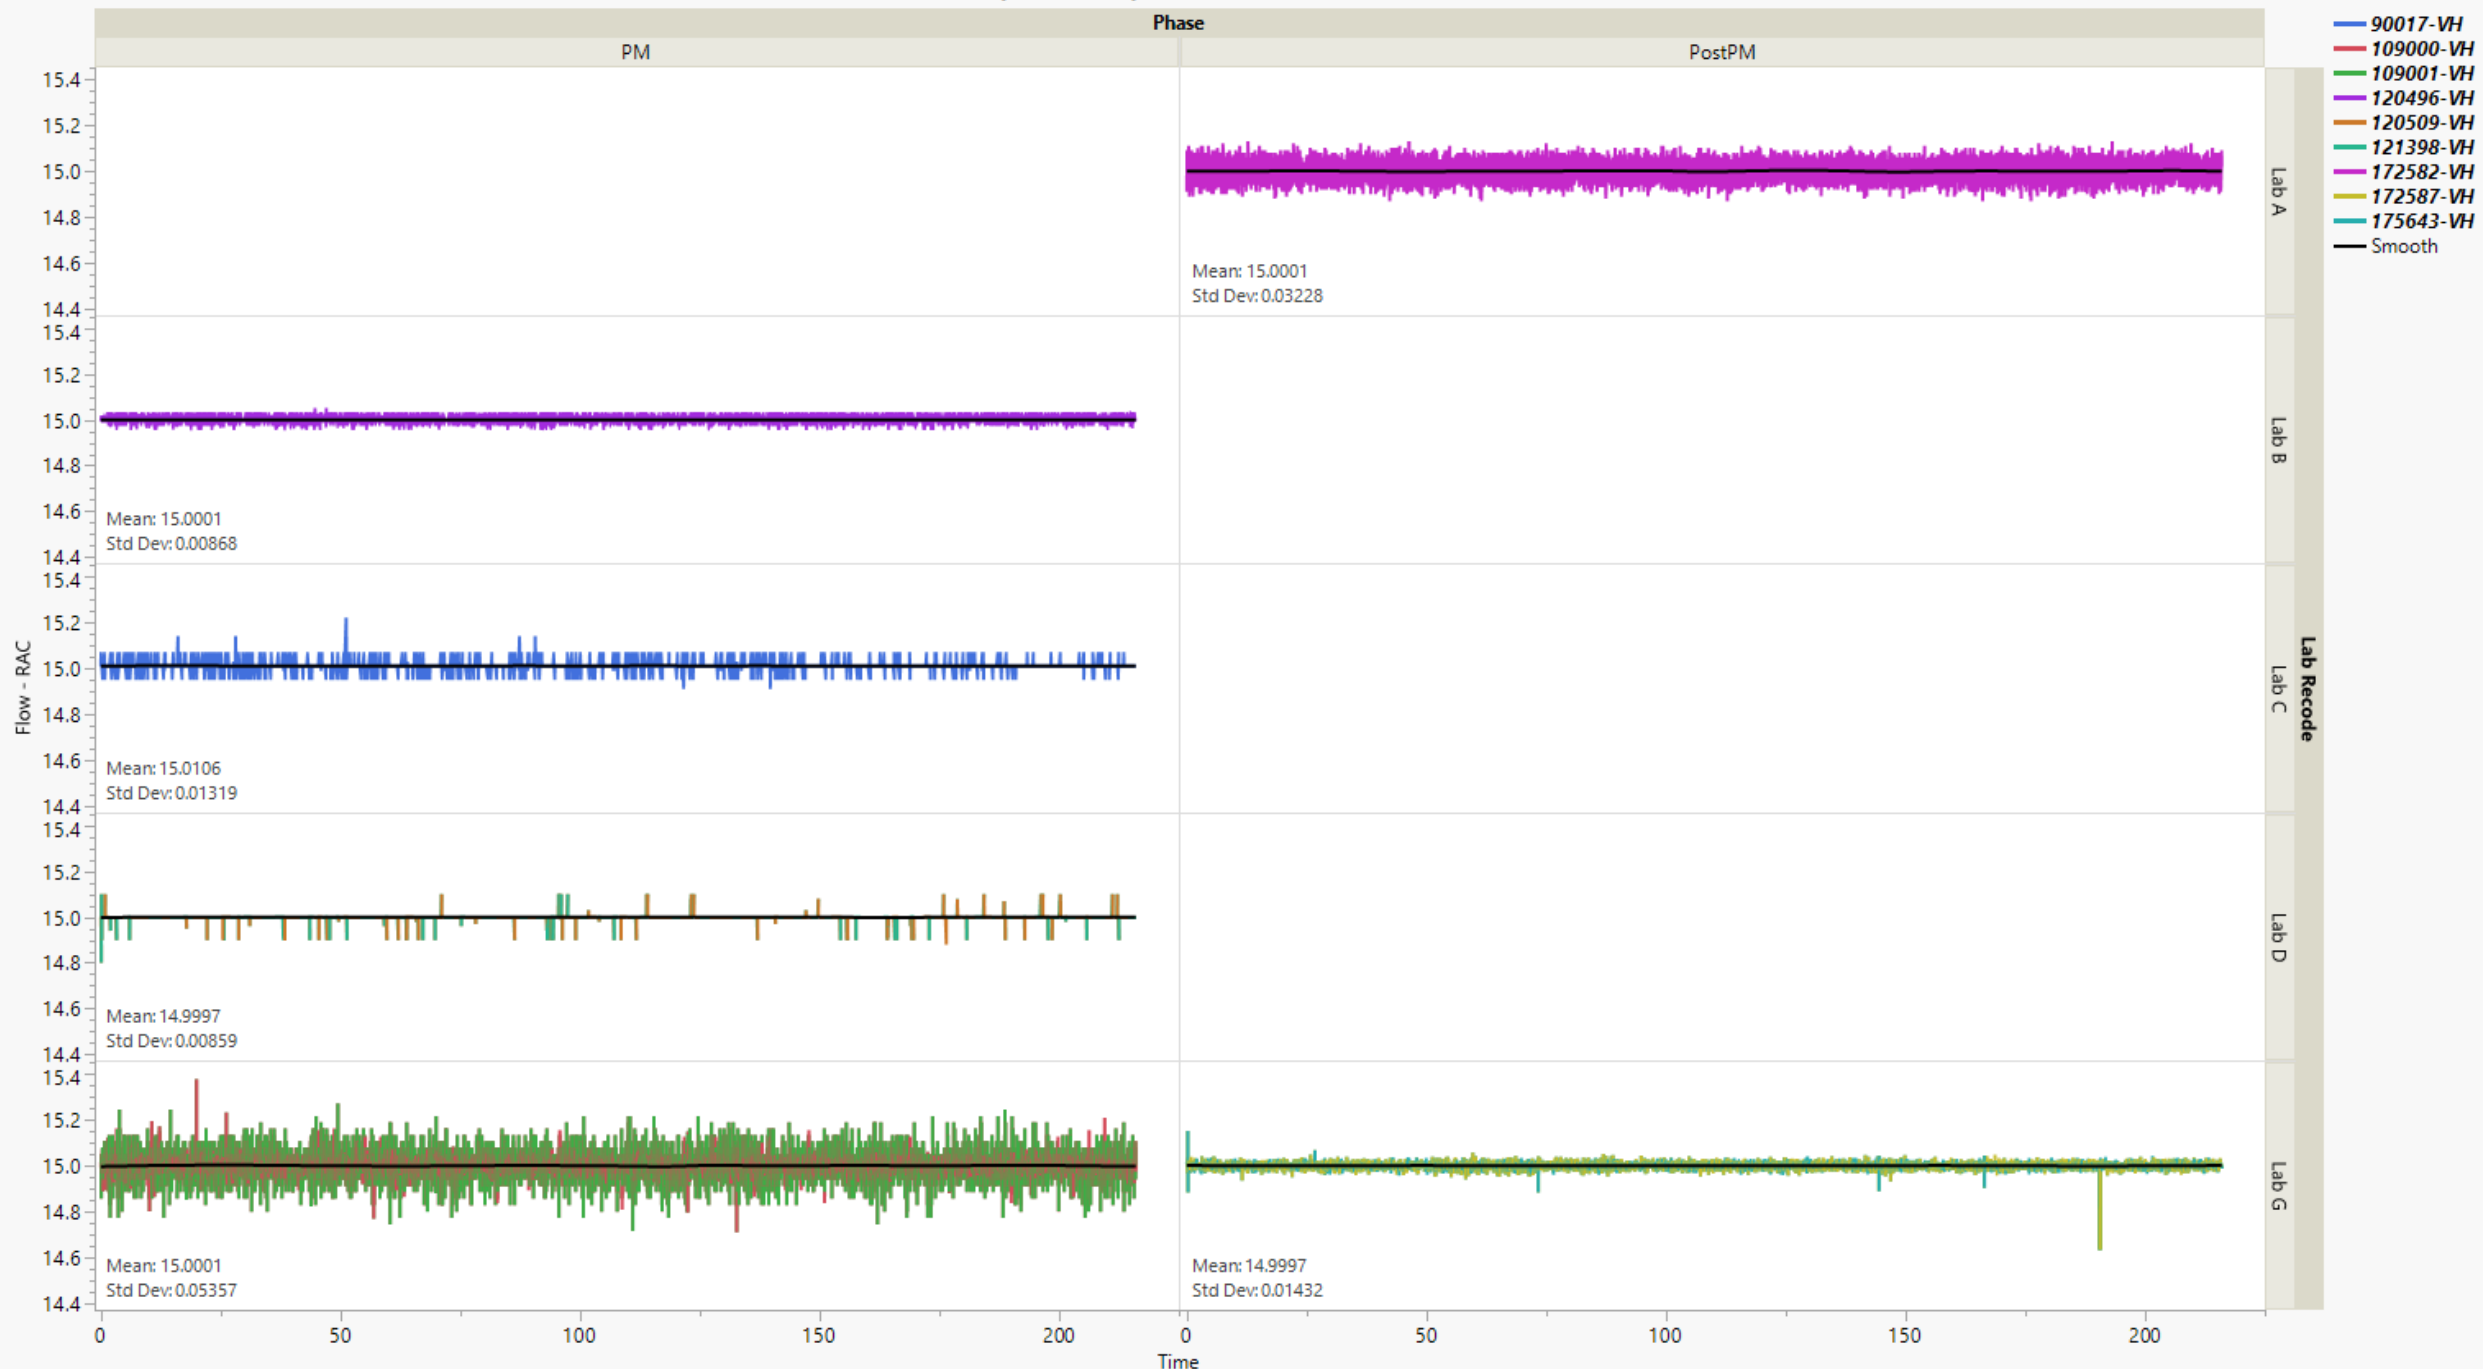 Phase
PM
PostPM
90017-VH
109000-VH
109001-VH
120496-VH
120509-VH
121398-VH
172582-VH
172587-VH
175643-VH
Smooth
15.4
15.2
15.0
14.8
14.6
14.4
Mean: 15.0001
Std Dev: 0.03228
Lab A
15.4
15.2
15.0
14.8
14.6
14.4
Mean: 15.0001
Std Dev: 0.00868
Lab B
15.4
15.2
15.0
14.8
14.6
14.4
Mean: 15.0106
Std Dev: 0.01319
Lab C
15.4
15.2
15.0
14.8
14.6
14.4
Mean: 14.9997
Std Dev: 0.00859
Lab D
15.4
15.2
15.0
14.8
14.6
14.4
Mean: 15.0001
Std Dev: 0.05357
Mean: 14.9997
Std Dev: 0.01432
Lab G
Flow - RAC
Lab Recode
0 50 100 150 200 0 50 100 150 200
Time